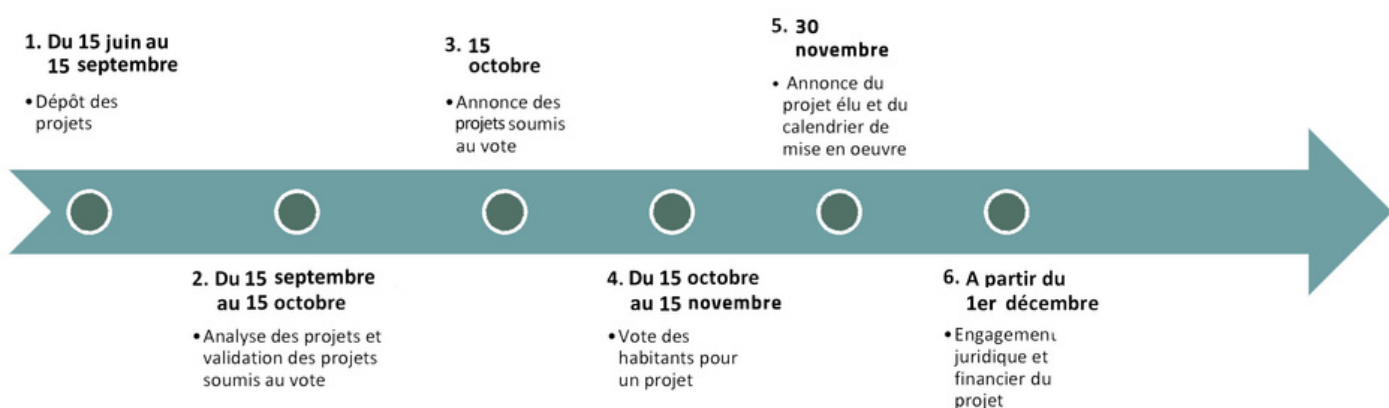 1. Du 15 juin au
15 septembre
• Dépôt des
projets
2. Du 15 septembre
au 15 octobre
• Analyse des projets et
validation des projets
soumis au vote
3. 15
octobre
• Annonce des
projets soumis
au vote
4. Du 15 octobre
au 15 novembre
• Vote des
habitants pour
un projet
5. 30
novembre
• Annonce du
projet élu et du
calendrier de
mise en oeuvre
6. A partir du
1er décembre
• Engagement
juridique et
financier du
projet